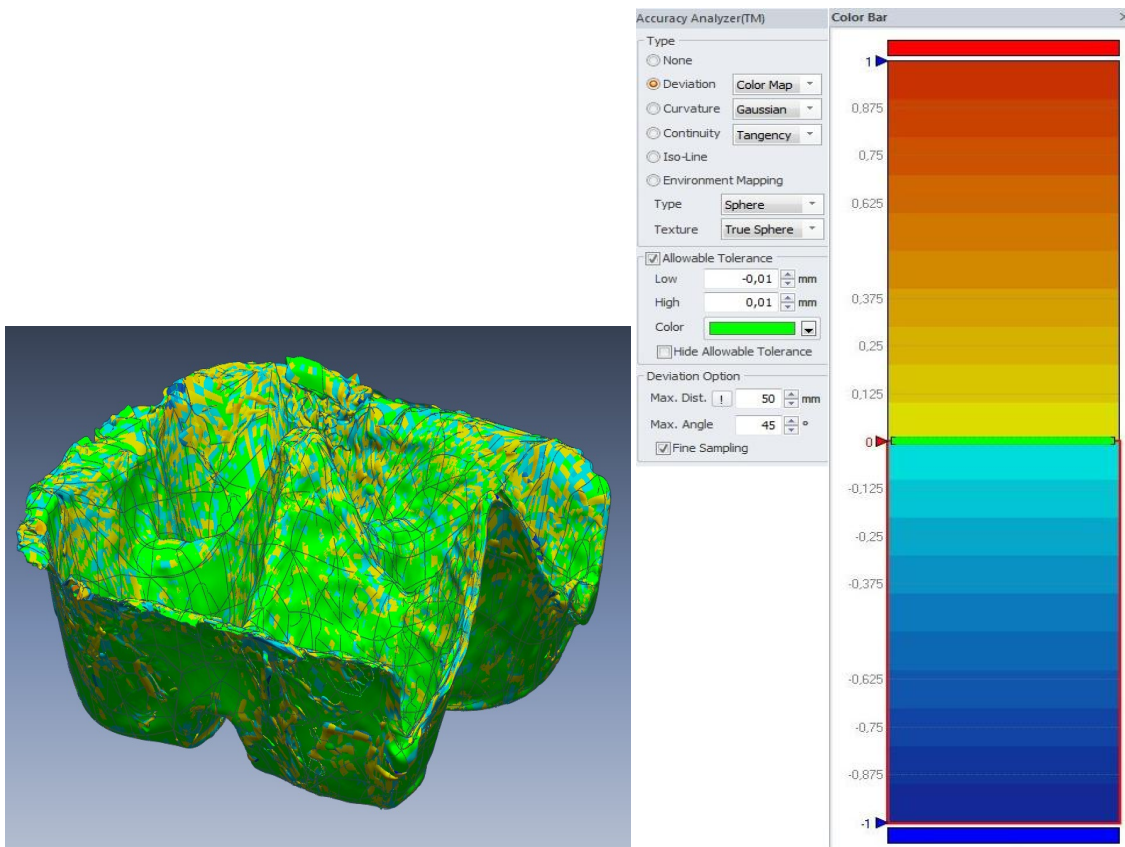 Accuracy Analyzer(TM)
Type
None
Deviation Color Map
Curvature Gaussian
Continuity Tangency
Iso-Line
Environment Mapping
Type Sphere
Texture True Sphere
Allowable Tolerance
Low -0,01 mm
High 0,01 mm
Color
Hide Allowable Tolerance
Deviation Option
Max. Dist. ! 50 mm
Max. Angle 45 °
Fine Sampling
Color Bar ×
1
0,875
0,75
0,625
0,375
0,25
0,125
0
-0,125
-0,25
-0,375
-0,625
-0,75
-0,875
-1